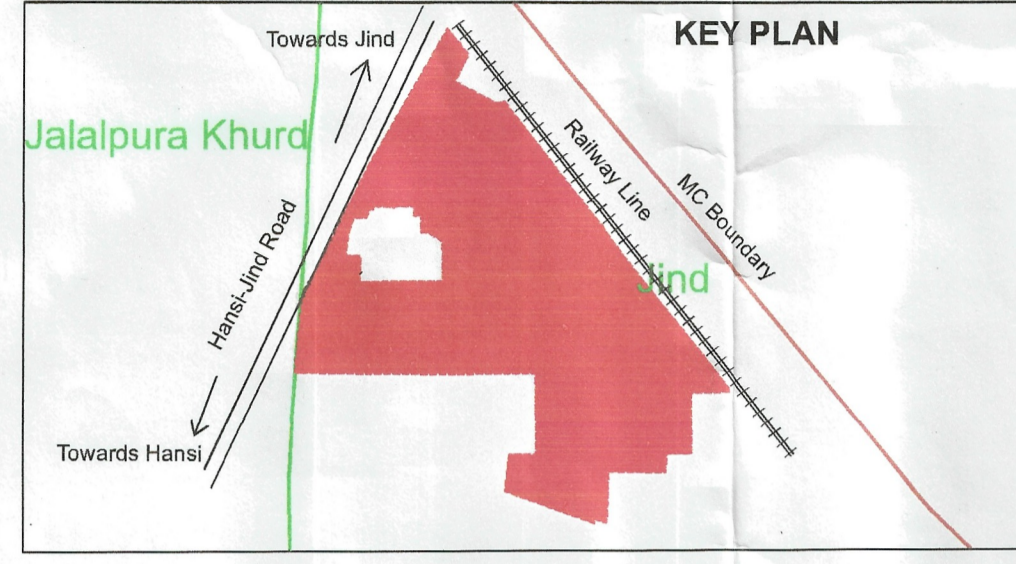 KEY PLAN
Towards Jind
Jalalpura Khurd
Railway Line
MC Boundary
Hansi-Jind Road
Jind
Towards Hansi